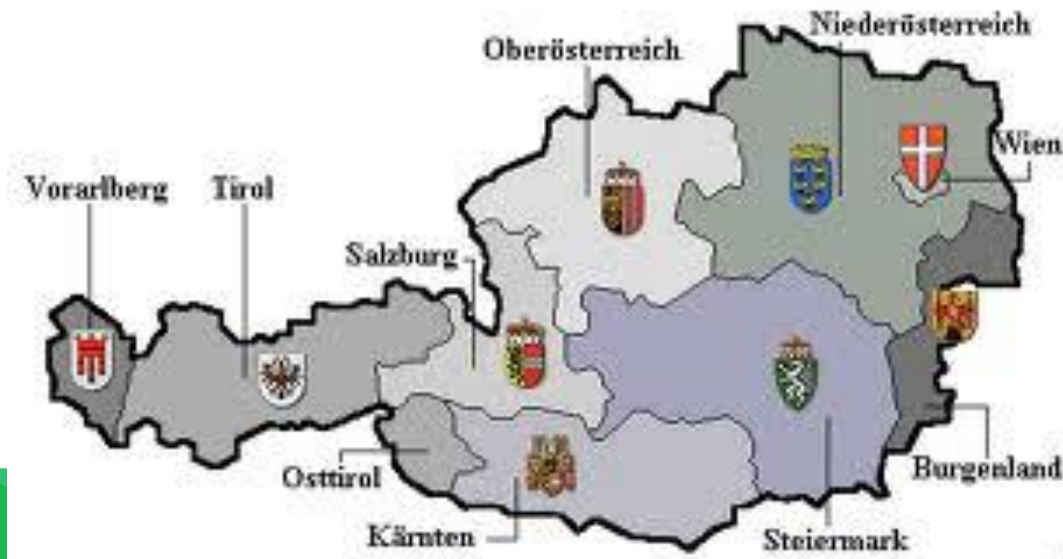 Niederösterreich
Oberösterreich
Wien
Vorarlberg
Tirol
Salzburg
Osttirol
Burgenland
Kärnten
Steiermark